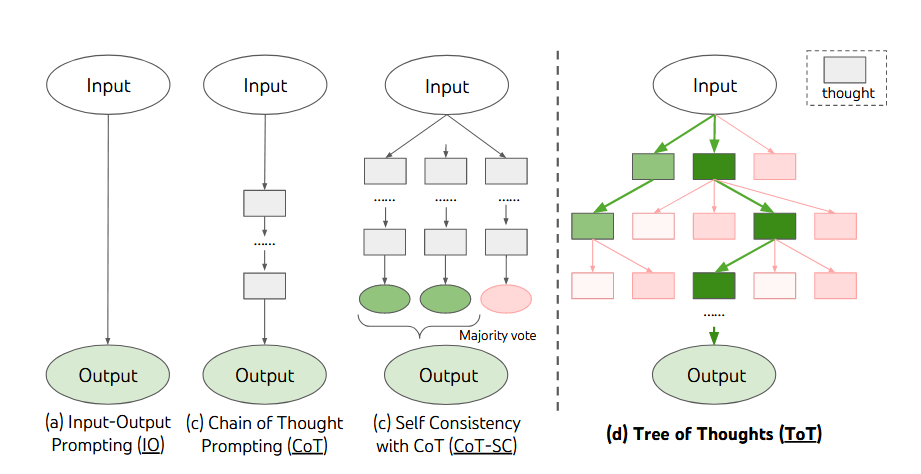 Input
Input
Input
Input
thought
......
......
......
......
......
Majority vote
Output
Output
Output
Output
(a) Input-Output
Prompting (IO)
(c) Chain of Thought
Prompting (CoT)
(c) Self Consistency
with CoT (CoT-SC)
(d) Tree of Thoughts (ToT)